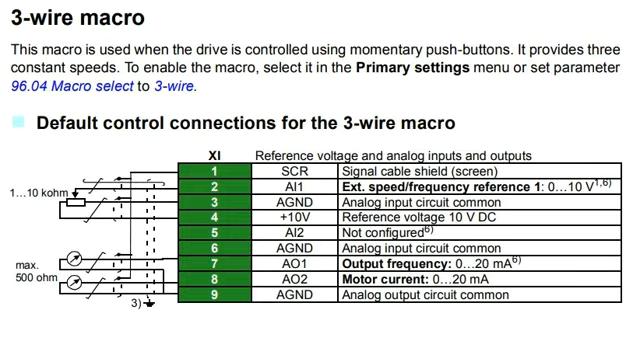 3-wire macro
This macro is used when the drive is controlled using momentary push-buttons. It provides three
constant speeds. To enable the macro, select it in the Primary settings menu or set parameter
96.04 Macro select to 3-wire.
Default control connections for the 3-wire macro
XI Reference voltage and analog inputs and outputs
1 SCR Signal cable shield (screen)
1…10 kohm 2 AI1 Ext. speed/frequency reference 1: 0…10 V1,6)
3 AGND Analog input circuit common
4 +10V Reference voltage 10 V DC
5 AI2 Not configured6)
6 AGND Analog input circuit common
max. 7 AO1 Output frequency: 0…20 mA6)
500 ohm 8 AO2 Motor current: 0…20 mA
3) 9 AGND Analog output circuit common